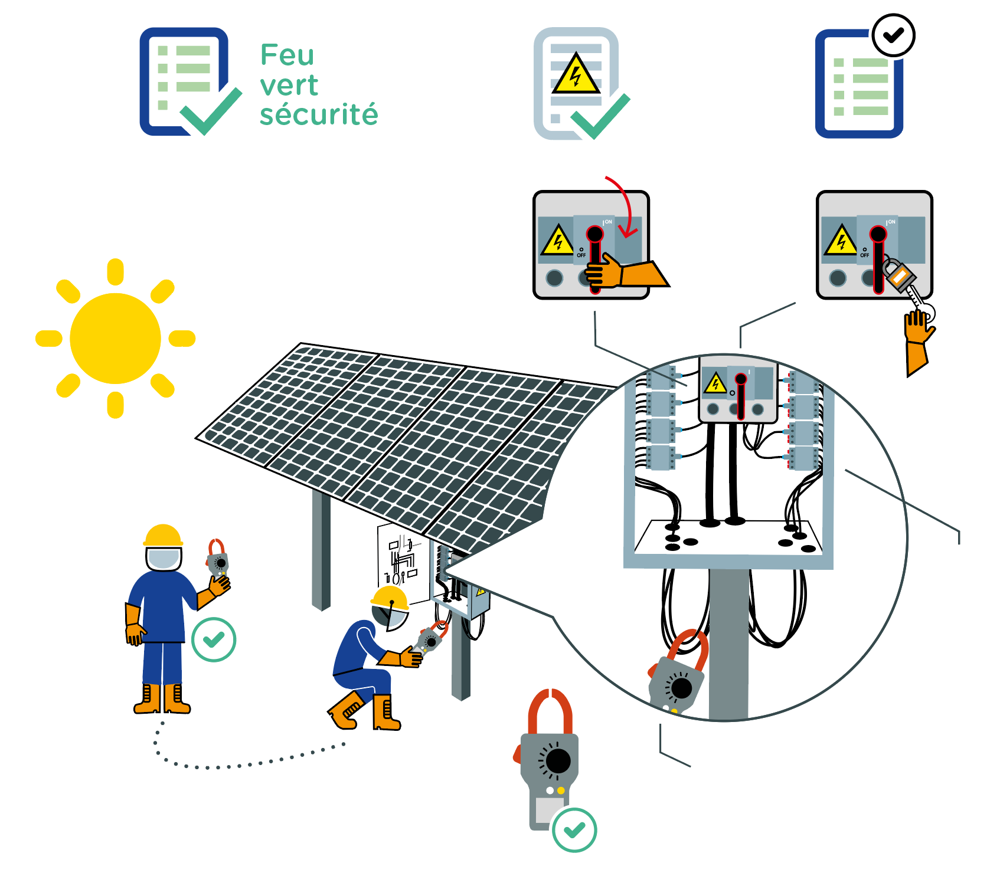 Feu
vert
sécurité
I ON
OFF
I ON
OFF
I